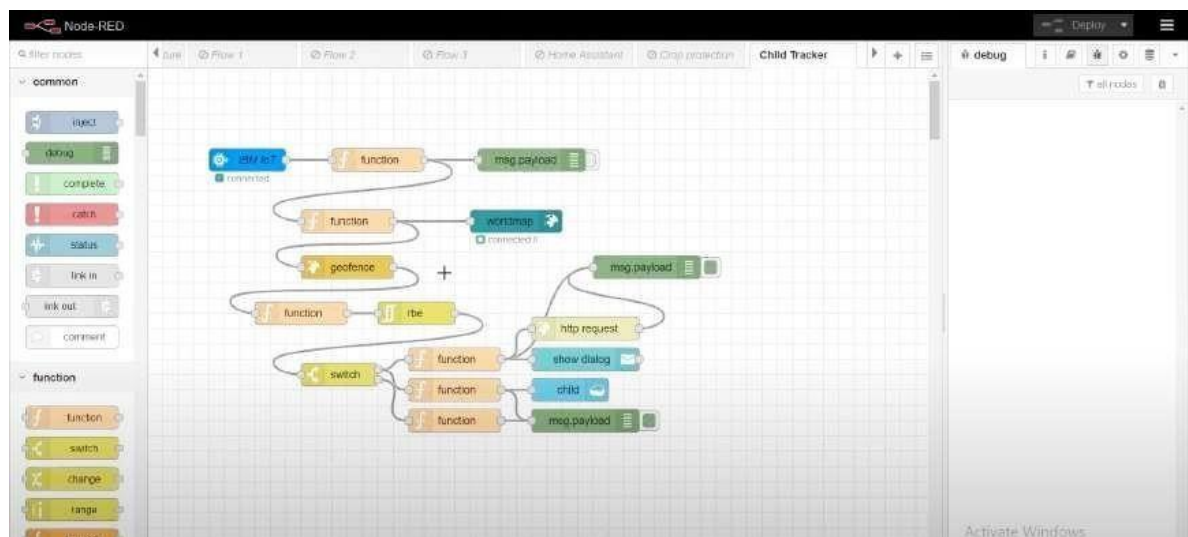 Node-RED
Deploy
filter nodes
Flow 1
Flow 2
Flow 3
Home Assistant
Crop protection
Child Tracker
debug
i
common
all nodes
inject
debug
complete
catch
status
link in
link out
comment
function
function
switch
change
range
IBM IoT
connected
function
msg.payload
function
worldmap
connected
geofence
msg.payload
function
rbe
http request
switch
function
show dialog
function
child
function
msg.payload
Activate Windows